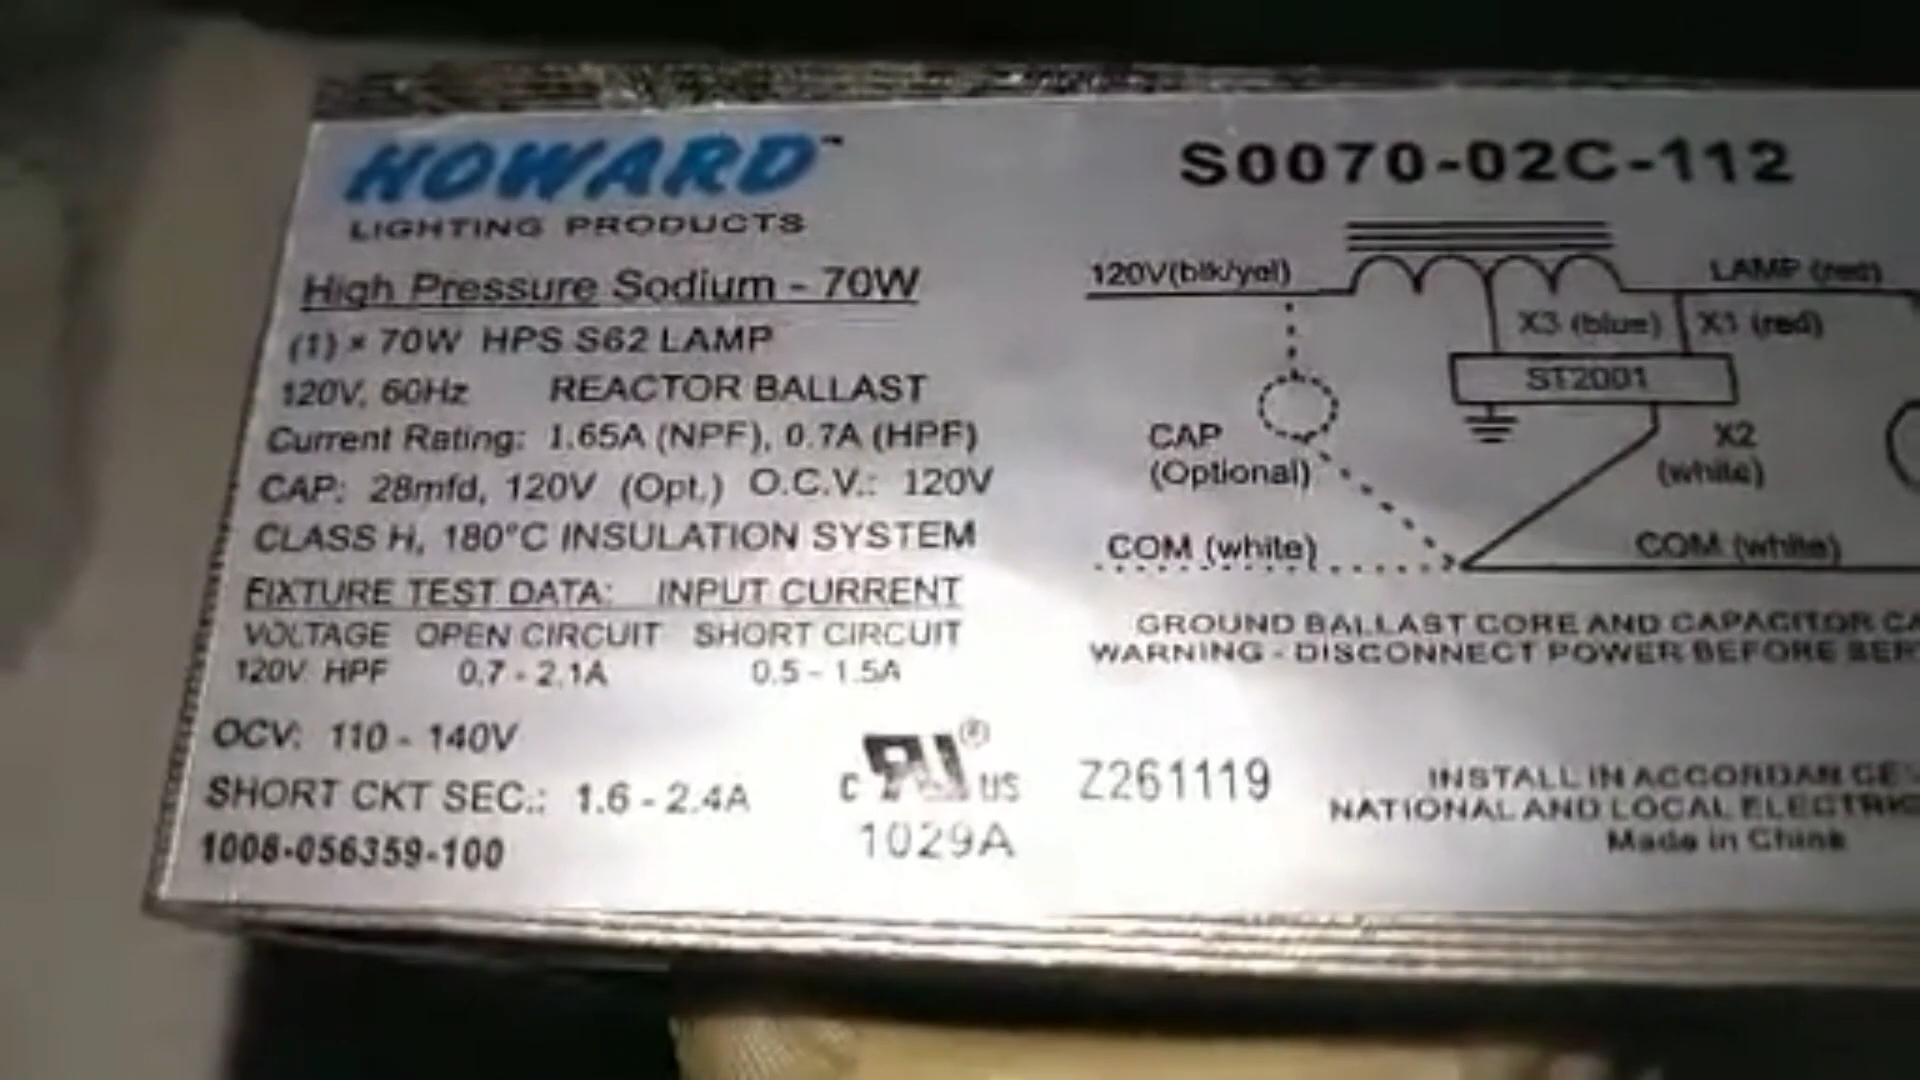 HOWARD™
LIGHTING PRODUCTS
High Pressure Sodium - 70W
(1) × 70W HPS S62 LAMP
120V, 60Hz REACTOR BALLAST
Current Rating: 1.65A (NPF), 0.7A (HPF)
CAP: 28mfd, 120V (Opt.) O.C.V.: 120V
CLASS H, 180°C INSULATION SYSTEM
FIXTURE TEST DATA: INPUT CURRENT
VOLTAGE OPEN CIRCUIT SHORT CIRCUIT
120V HPF 0.7 - 2.1A 0.5 - 1.5A
OCV: 110 - 140V
SHORT CKT SEC.: 1.6 - 2.4A
1008-056359-100
C RU ® US
1029A
Z261119
S0070-02C-112
120V(blk/yel)
LAMP (red)
X3 (blue)
X1 (red)
ST2001
CAP
(Optional)
X2
(white)
COM (white)
COM (white)
GROUND BALLAST CORE AND CAPACITOR
WARNING - DISCONNECT POWER BEFORE
INSTALL IN
NATIONAL AND LOCAL
Made in China